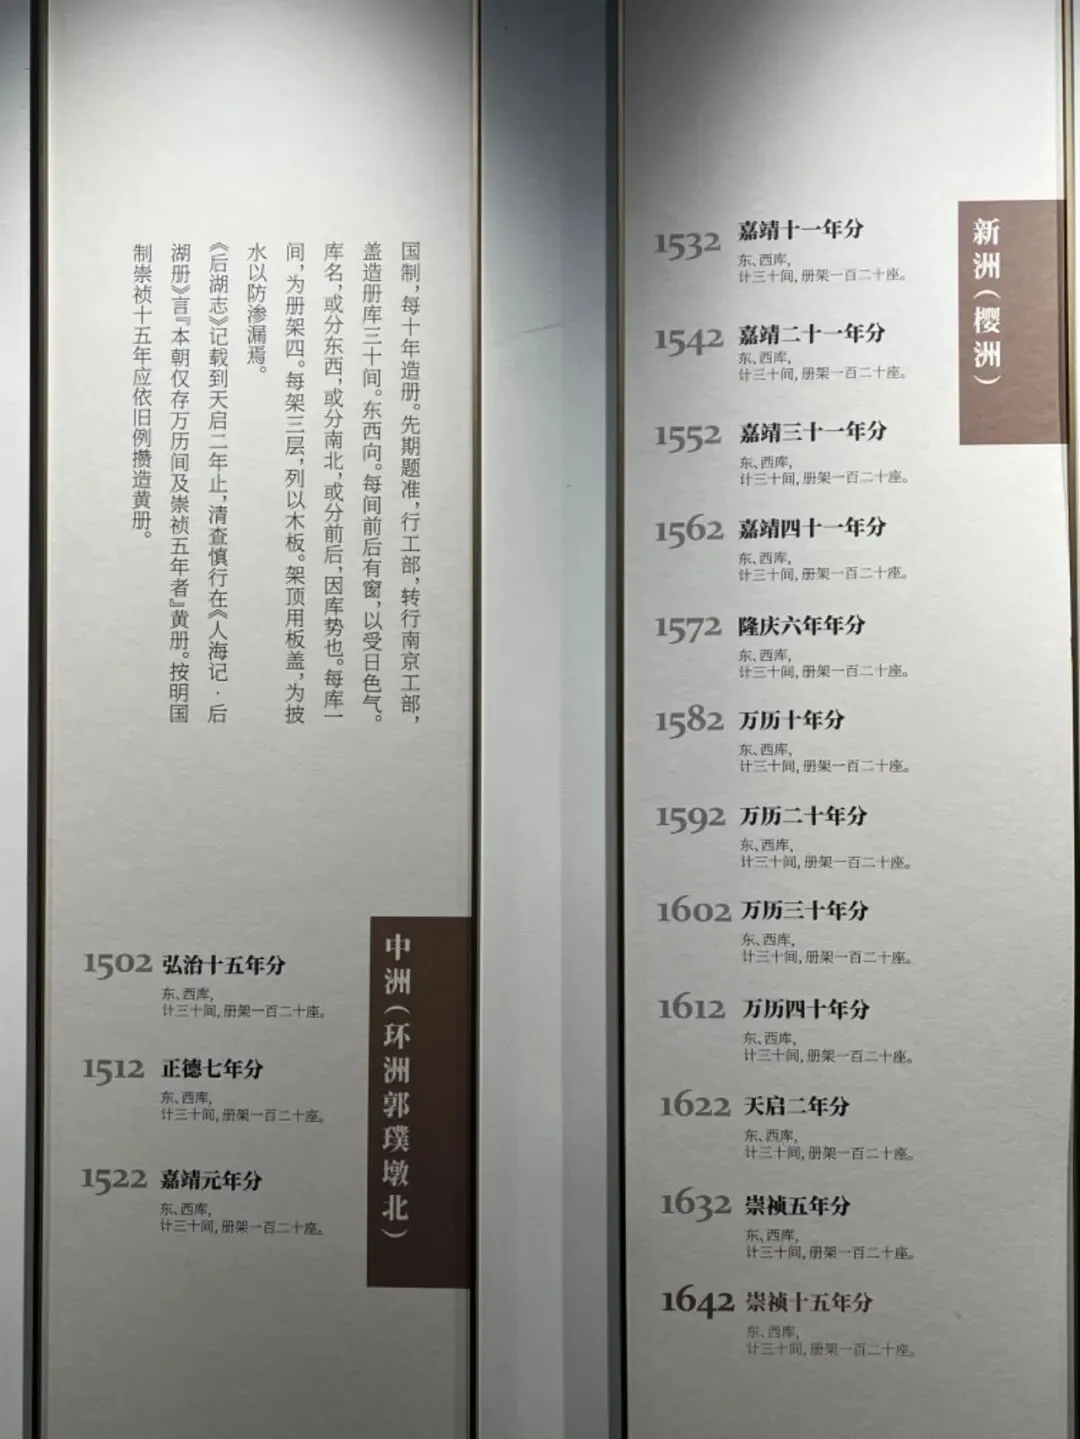 国制，每十年造册。先期题准，行工部，转行南京工部，
盖造册库三十间。东西向。每间前后有窗，以受日色气。
库名，或分东西，或分南北，或分前后，因库势也。每库一
间，为册架四。每架三层，列以木板。架顶用板盖，为披
水以防渗漏焉。
《后湖志》记载到天启二年止，清查慎行在《人海记·后
湖册》言『本朝仅存万历间及崇祯五年者』黄册。按明国
制崇祯十五年应依旧例攒造黄册。
中洲（环洲郭璞墩北）
1502 弘治十五年分
东、西库，
计三十间，册架一百二十座。
1512 正德七年分
东、西库，
计三十间，册架一百二十座。
1522 嘉靖元年分
东、西库，
计三十间，册架一百二十座。
新洲（樱洲）
1532 嘉靖十一年分
东、西库，
计三十间，册架一百二十座。
1542 嘉靖二十一年分
东、西库，
计三十间，册架一百二十座。
1552 嘉靖三十一年分
东、西库，
计三十间，册架一百二十座。
1562 嘉靖四十一年分
东、西库，
计三十间，册架一百二十座。
1572 隆庆六年年分
东、西库，
计三十间，册架一百二十座。
1582 万历十年分
东、西库，
计三十间，册架一百二十座。
1592 万历二十年分
东、西库，
计三十间，册架一百二十座。
1602 万历三十年分
东、西库，
计三十间，册架一百二十座。
1612 万历四十年分
东、西库，
计三十间，册架一百二十座。
1622 天启二年分
东、西库，
计三十间，册架一百二十座。
1632 崇祯五年分
东、西库，
计三十间，册架一百二十座。
1642 崇祯十五年分
东、西库，
计三十间，册架一百二十座。